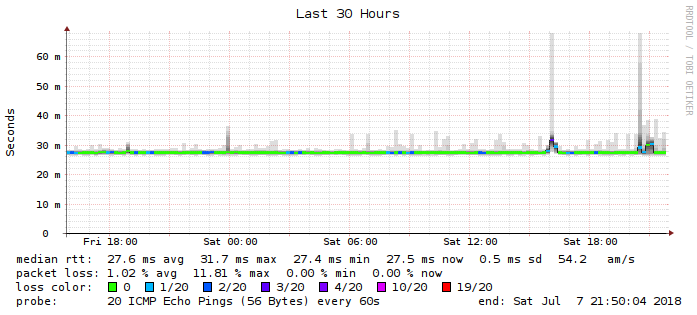 Last 30 Hours
RRDTOOL / TOBI OETIKER
Seconds
60 m
50 m
40 m
30 m
20 m
10 m
0
Fri 18:00 Sat 00:00 Sat 06:00 Sat 12:00 Sat 18:00
median rtt: 27.6 ms avg 31.7 ms max 27.4 ms min 27.5 ms now 0.5 ms sd 54.2 am/s
packet loss: 1.02 % avg 11.81 % max 0.00 % min 0.00 % now
loss color: 0 1/20 2/20 3/20 4/20 10/20 19/20
probe: 20 ICMP Echo Pings (56 Bytes) every 60s end: Sat Jul 7 21:50:04 2018